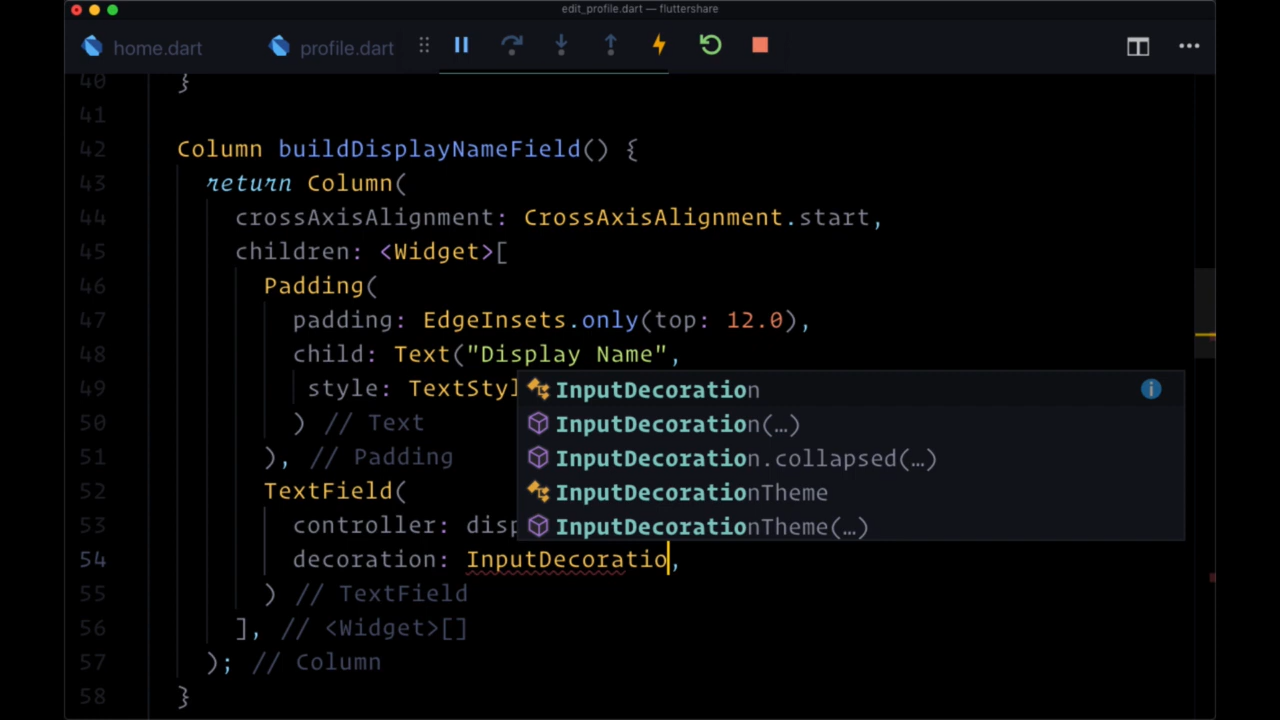 edit_profile.dart — fluttershare
home.dart profile.dart
40 }
41
42 Column buildDisplayNameField() {
43 return Column(
44 crossAxisAlignment: CrossAxisAlignment.start,
45 children: <Widget>[
46 Padding(
47 padding: EdgeInsets.only(top: 12.0),
48 child: Text("Display Name",
49 style: TextStyl
InputDecoration
50 ) // Text
InputDecoration(…)
51 ), // Padding
InputDecoration.collapsed(…)
52 TextField(
InputDecorationTheme
53 controller: disp
InputDecorationTheme(…)
54 decoration: InputDecoratio,
55 ) // TextField
56 ], // <Widget>[]
57 ); // Column
58 }